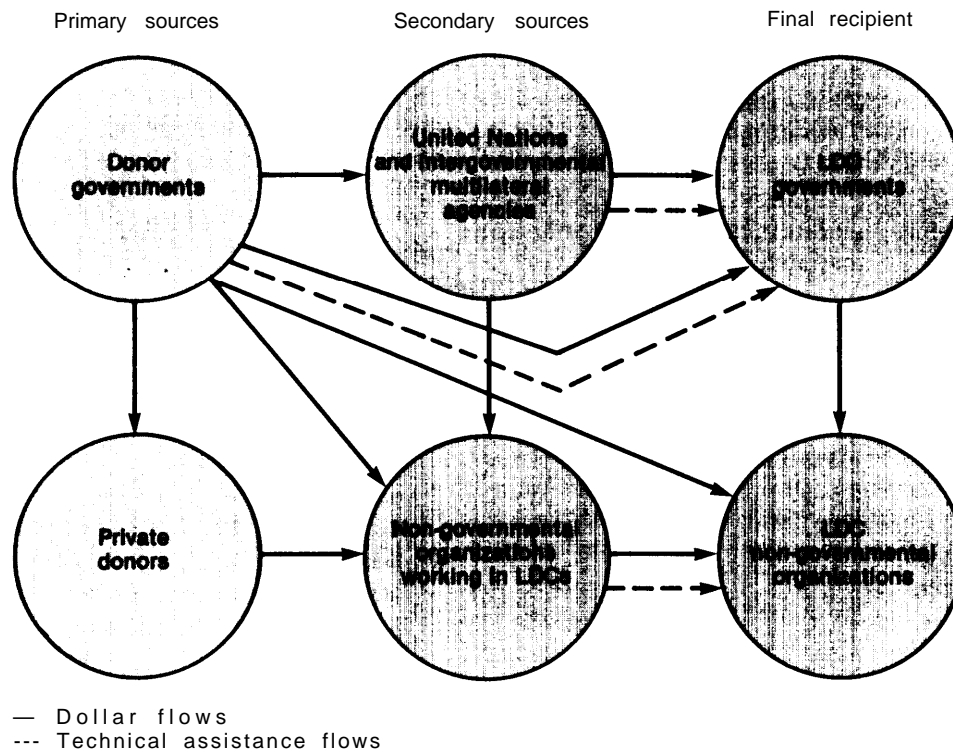 Primary sources
Secondary sources
Final recipient
Donor
governments
United Nations
and intergovernmental
multilateral
agencies
LDC
governments
Private
donors
Non-governmental
organizations
working in LDCs
LDC
non-governmental
organizations
— Dollar flows
--- Technical assistance flows